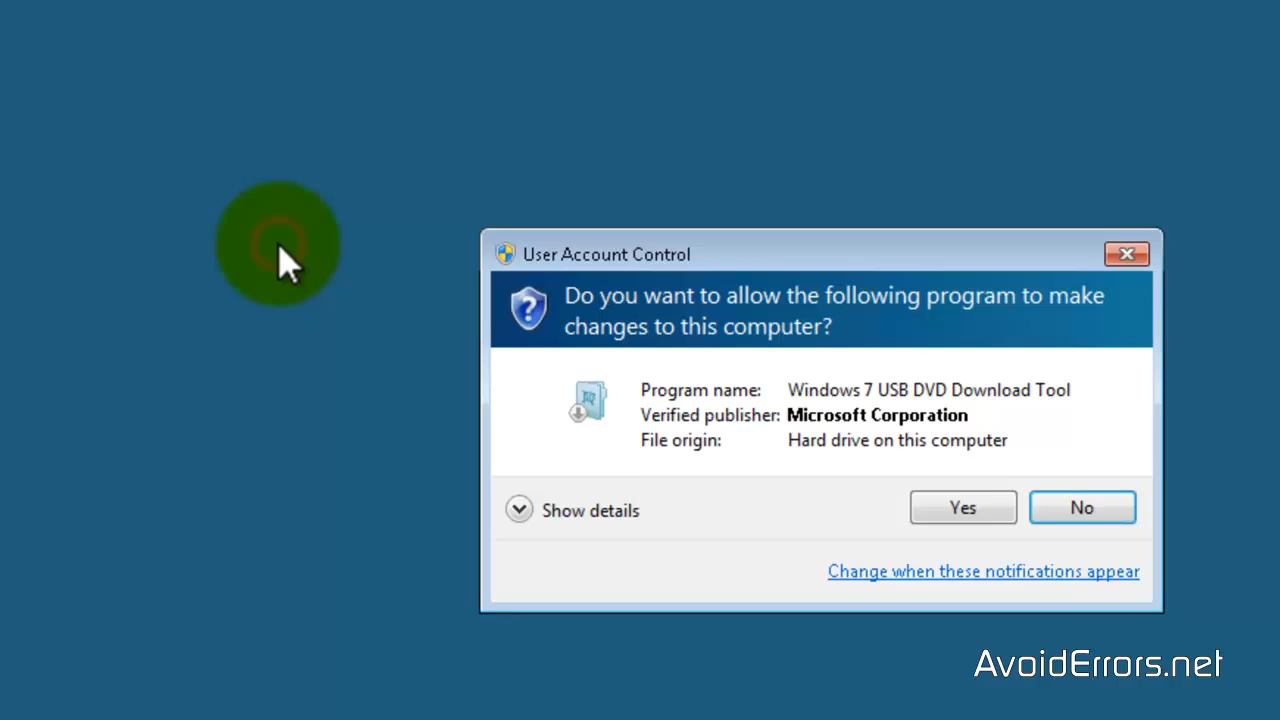 User Account Control
Do you want to allow the following program to make
changes to this computer?
Program name: Windows 7 USB DVD Download Tool
Verified publisher: Microsoft Corporation
File origin: Hard drive on this computer
Show details
Yes
No
Change when these notifications appear
AvoidErrors.net